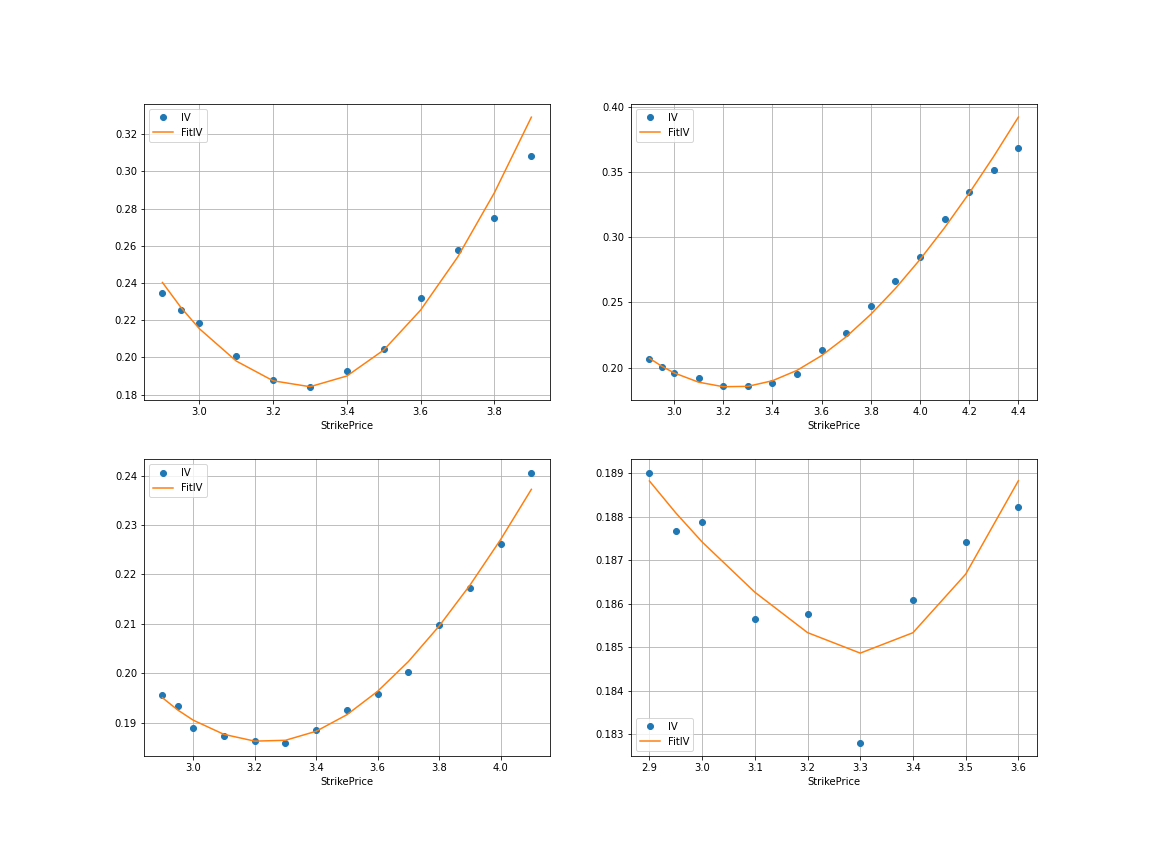 IV
FitIV
0.32
0.30
0.28
0.26
0.24
0.22
0.20
0.18
3.0 3.2 3.4 3.6 3.8
StrikePrice
IV
FitIV
0.40
0.35
0.30
0.25
0.20
3.0 3.2 3.4 3.6 3.8 4.0 4.2 4.4
StrikePrice
IV
FitIV
0.24
0.23
0.22
0.21
0.20
0.19
3.0 3.2 3.4 3.6 3.8 4.0
StrikePrice
0.189
0.188
0.187
0.186
0.185
0.184
0.183
IV
FitIV
2.9 3.0 3.1 3.2 3.3 3.4 3.5 3.6
StrikePrice